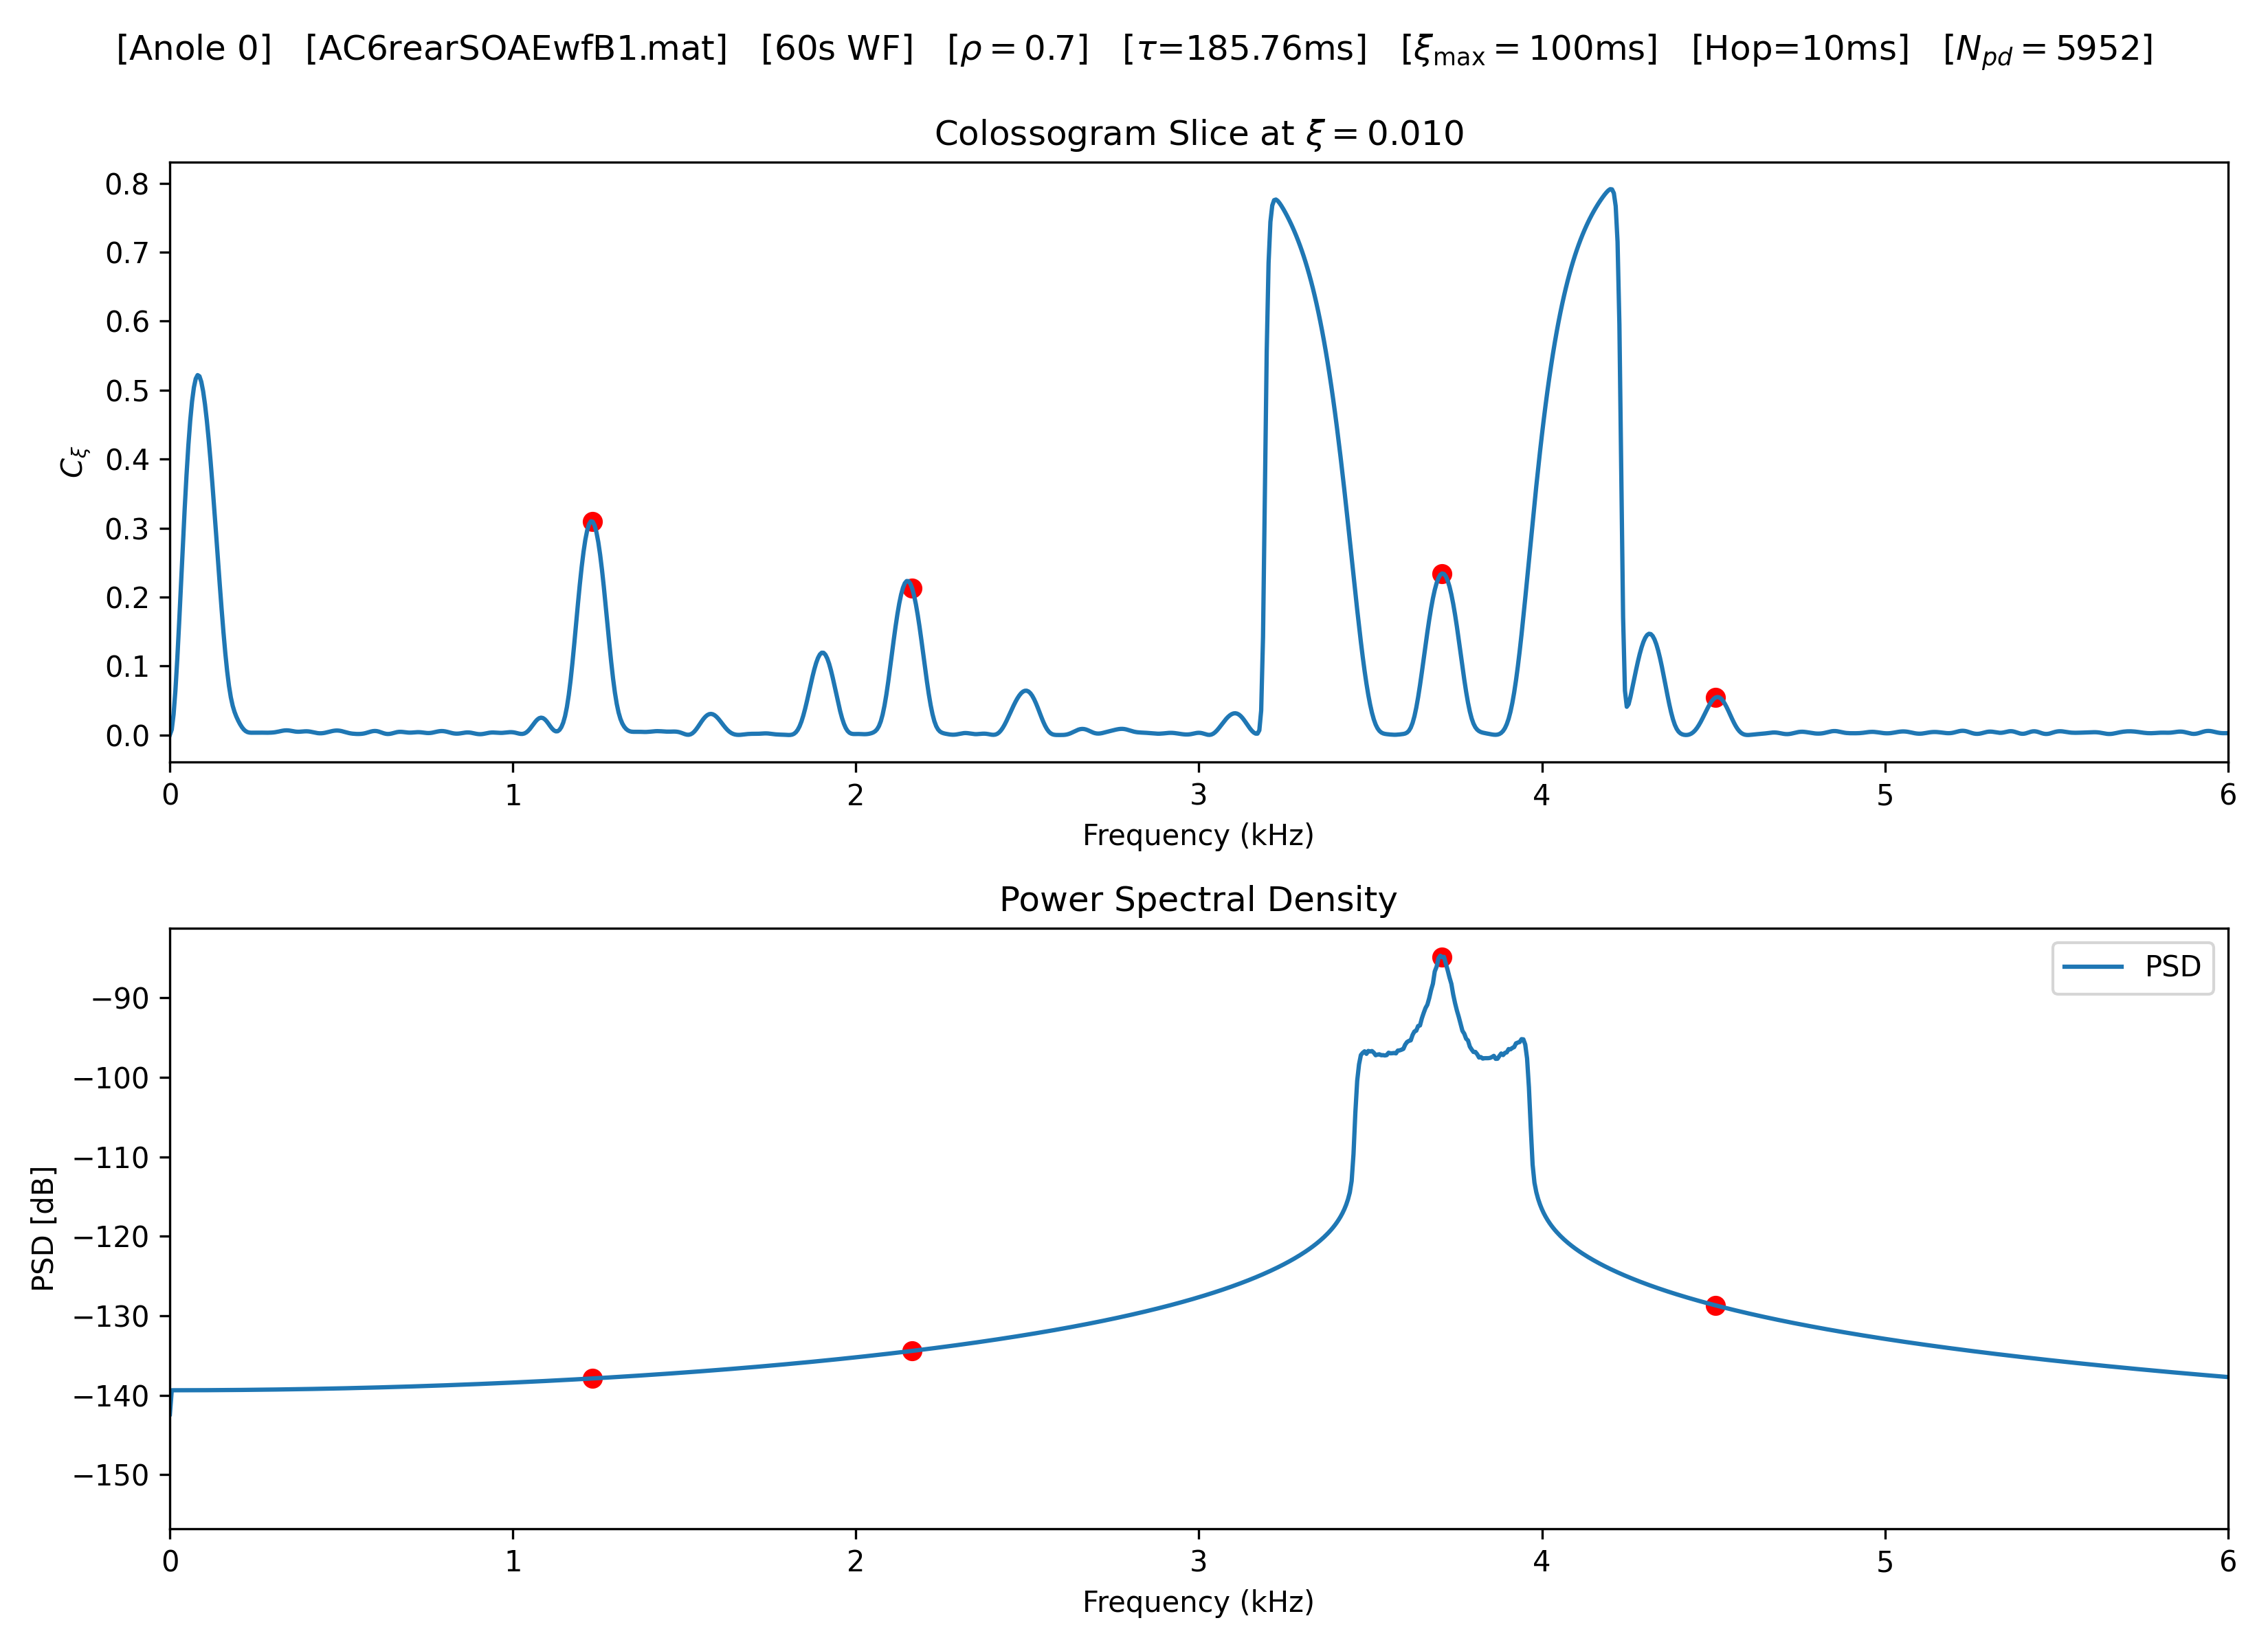 [Anole 0] [AC6rearSOAEwfB1.mat] [60s WF] [ρ = 0.7] [τ=185.76ms] [ξmax = 100ms] [Hop=10ms] [Npd = 5952]
Colossogram Slice at ξ = 0.010
0.8
0.7
0.6
0.5
0.4
0.3
0.2
0.1
0.0
Cξ
0 1 2 3 4 5 6
Frequency (kHz)
Power Spectral Density
PSD
−90
−100
−110
−120
−130
−140
−150
PSD [dB]
0 1 2 3 4 5 6
Frequency (kHz)